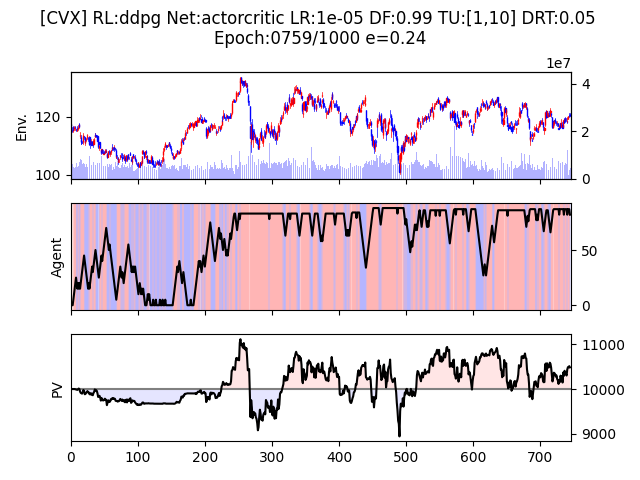 [CVX] RL:ddpg Net:actorcritic LR:1e-05 DF:0.99 TU:[1,10] DRT:0.05
Epoch:0759/1000 e=0.24
1e7
Env.
120
100
4
2
0
Agent
50
0
PV
11000
10000
9000
0 100 200 300 400 500 600 700